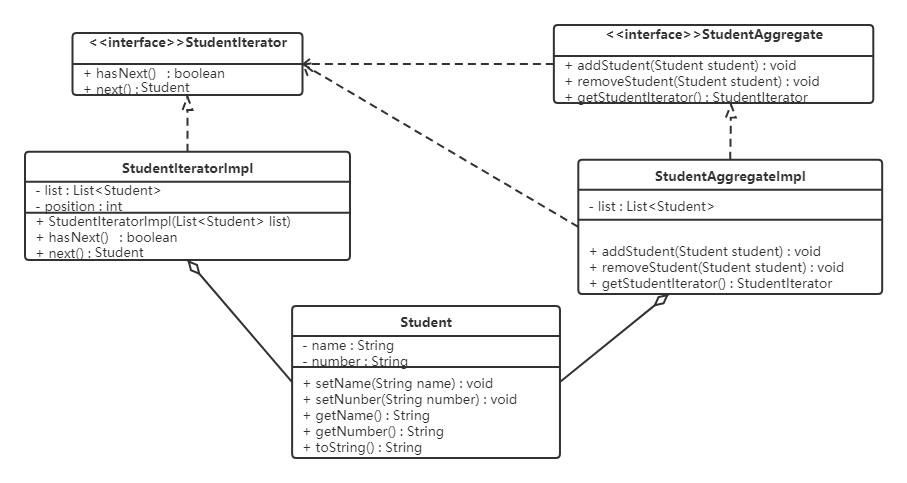 <<interface>>StudentIterator
+ hasNext() : boolean
+ next() : Student
<<interface>>StudentAggregate
+ addStudent(Student student) : void
+ removeStudent(Student student) : void
+ getStudentIterator() : StudentIterator
StudentIteratorImpl
- list : List<Student>
- position : int
+ StudentIteratorImpl(List<Student> list)
+ hasNext() : boolean
+ next() : Student
StudentAggregateImpl
- list : List<Student>
+ addStudent(Student student) : void
+ removeStudent(Student student) : void
+ getStudentIterator() : StudentIterator
Student
- name : String
- number : String
+ setName(String name) : void
+ setNunber(String number) : void
+ getName() : String
+ getNumber() : String
+ toString() : String